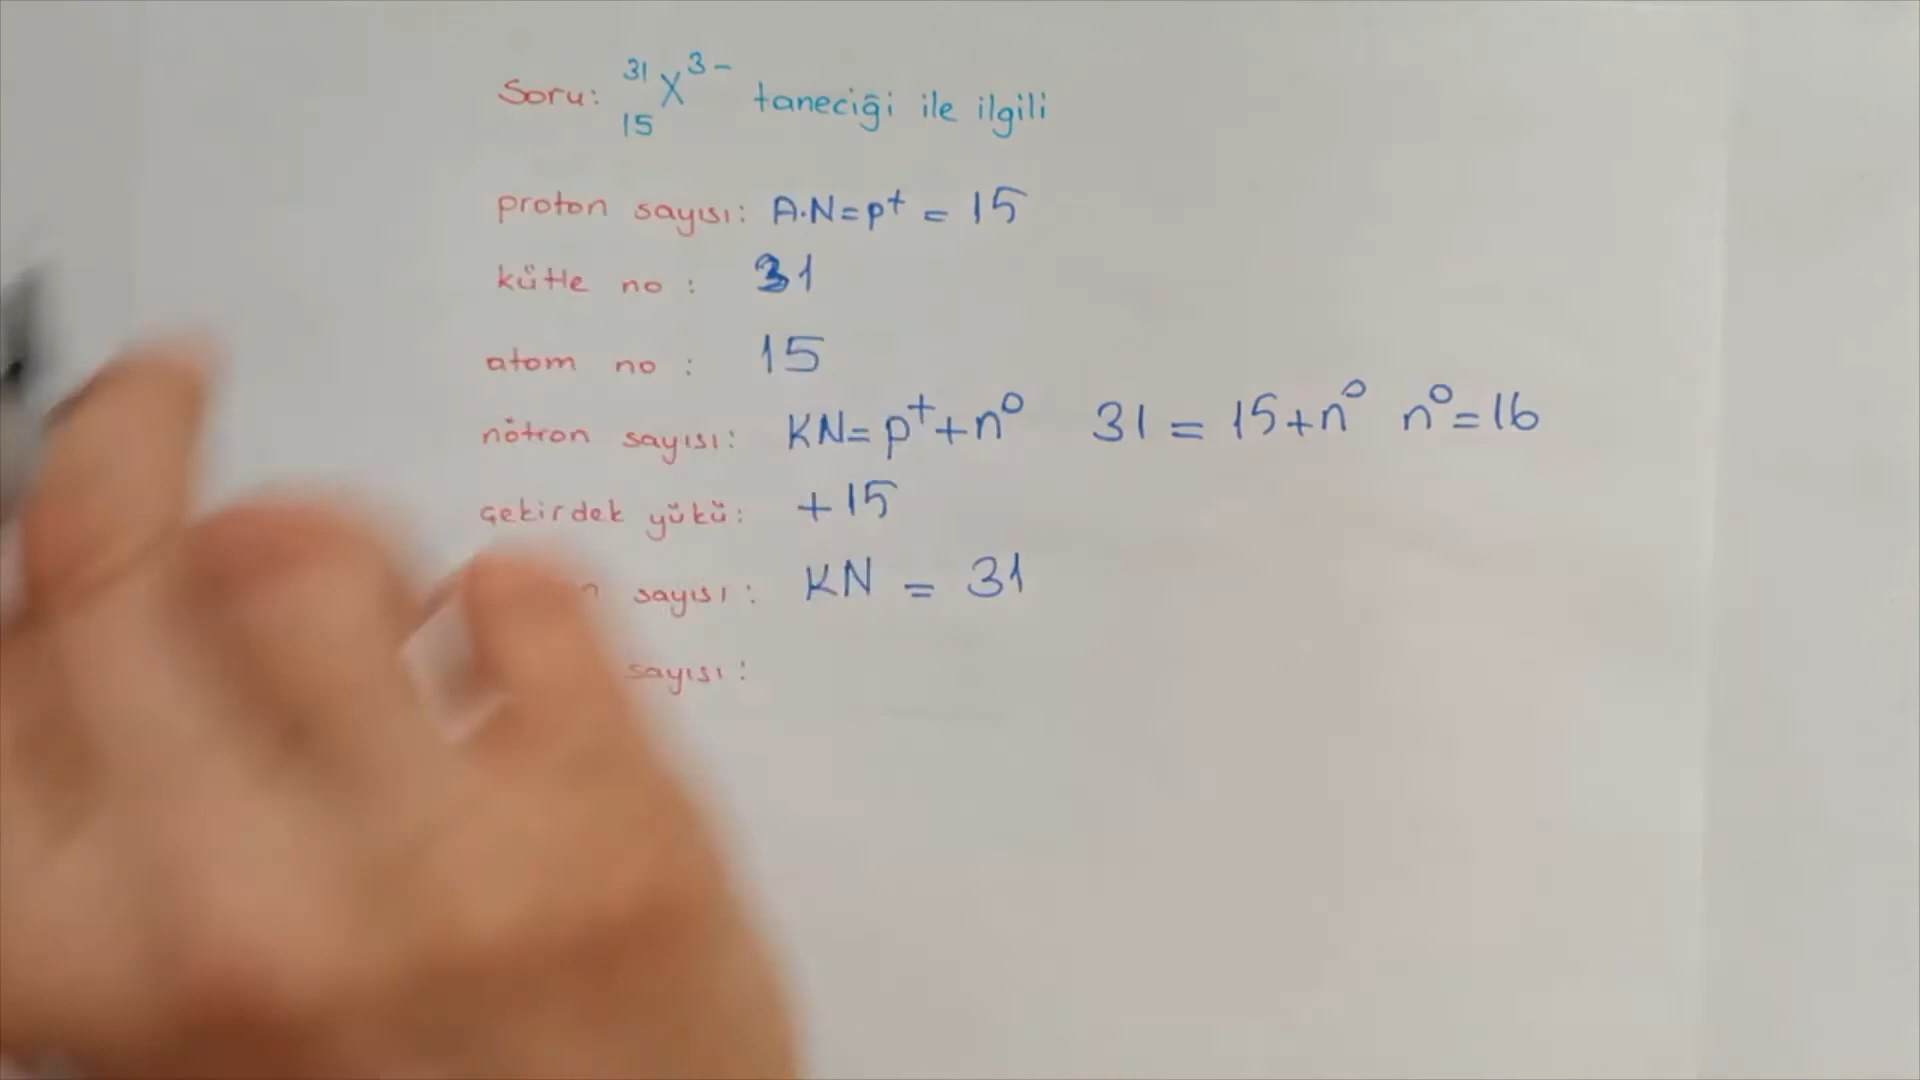 Soru: ³¹₁₅X³⁻ taneciği ile ilgili
proton sayısı: A.N=p⁺ = 15
kütle no : 31
atom no : 15
nötron sayısı: KN= p⁺+n⁰ 31 = 15+n⁰ n⁰=16
çekirdek yükü: +15
sayısı: KN = 31
sayısı: